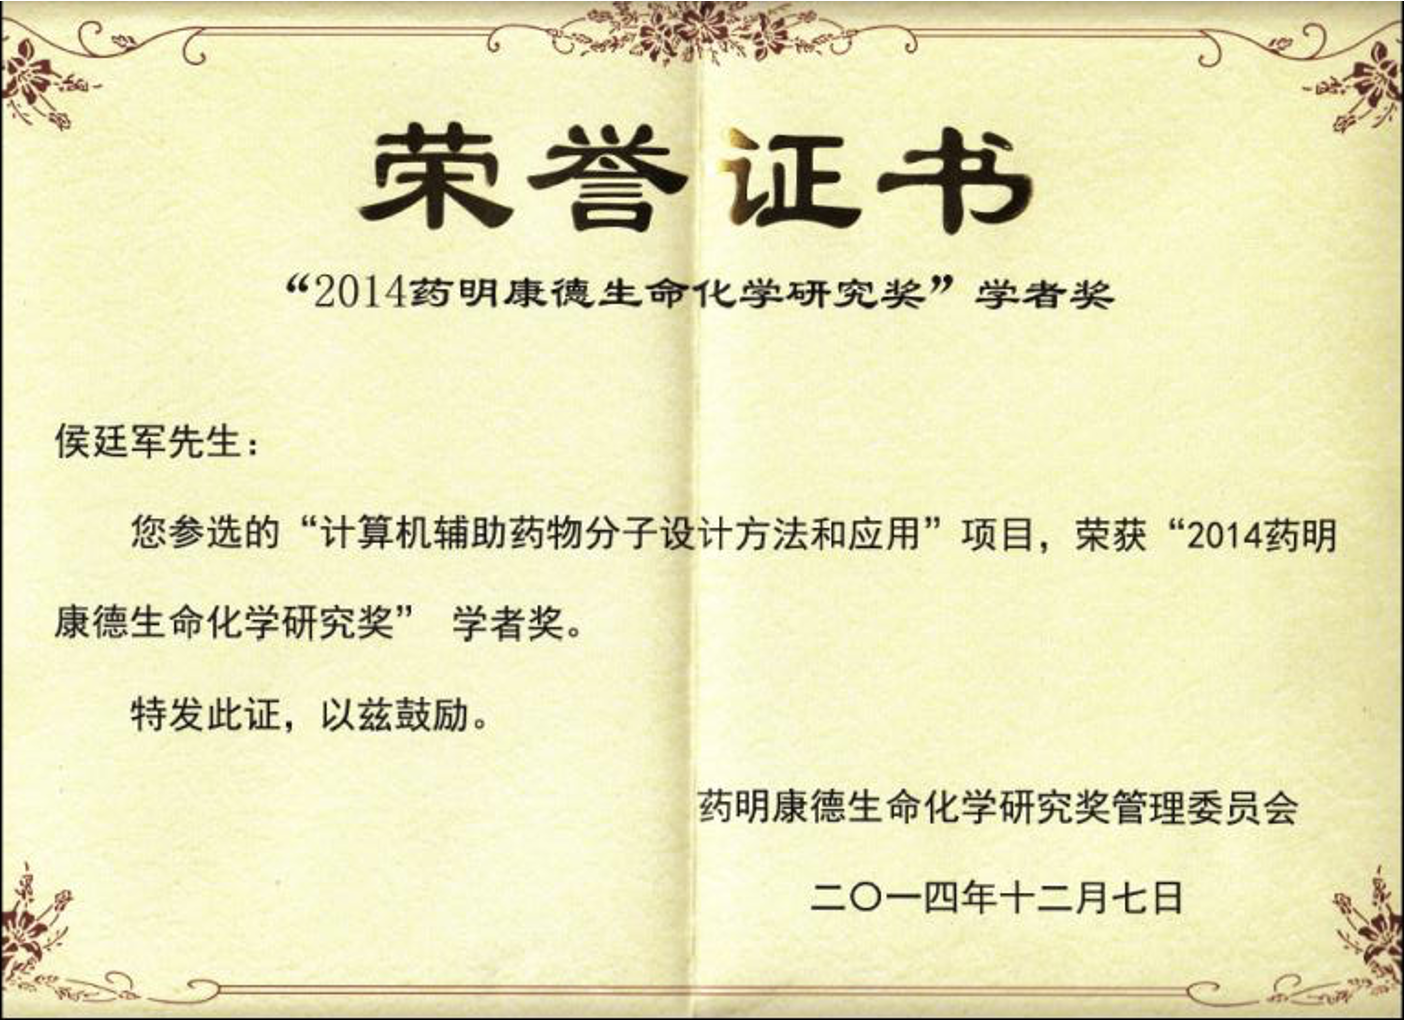 荣誉证书
“2014药明康德生命化学研究奖”学者奖
侯廷军先生：
您参选的“计算机辅助药物分子设计方法和应用”项目，荣获“2014药明
康德生命化学研究奖” 学者奖。
特发此证，以兹鼓励。
药明康德生命化学研究奖管理委员会
二〇一四年十二月七日